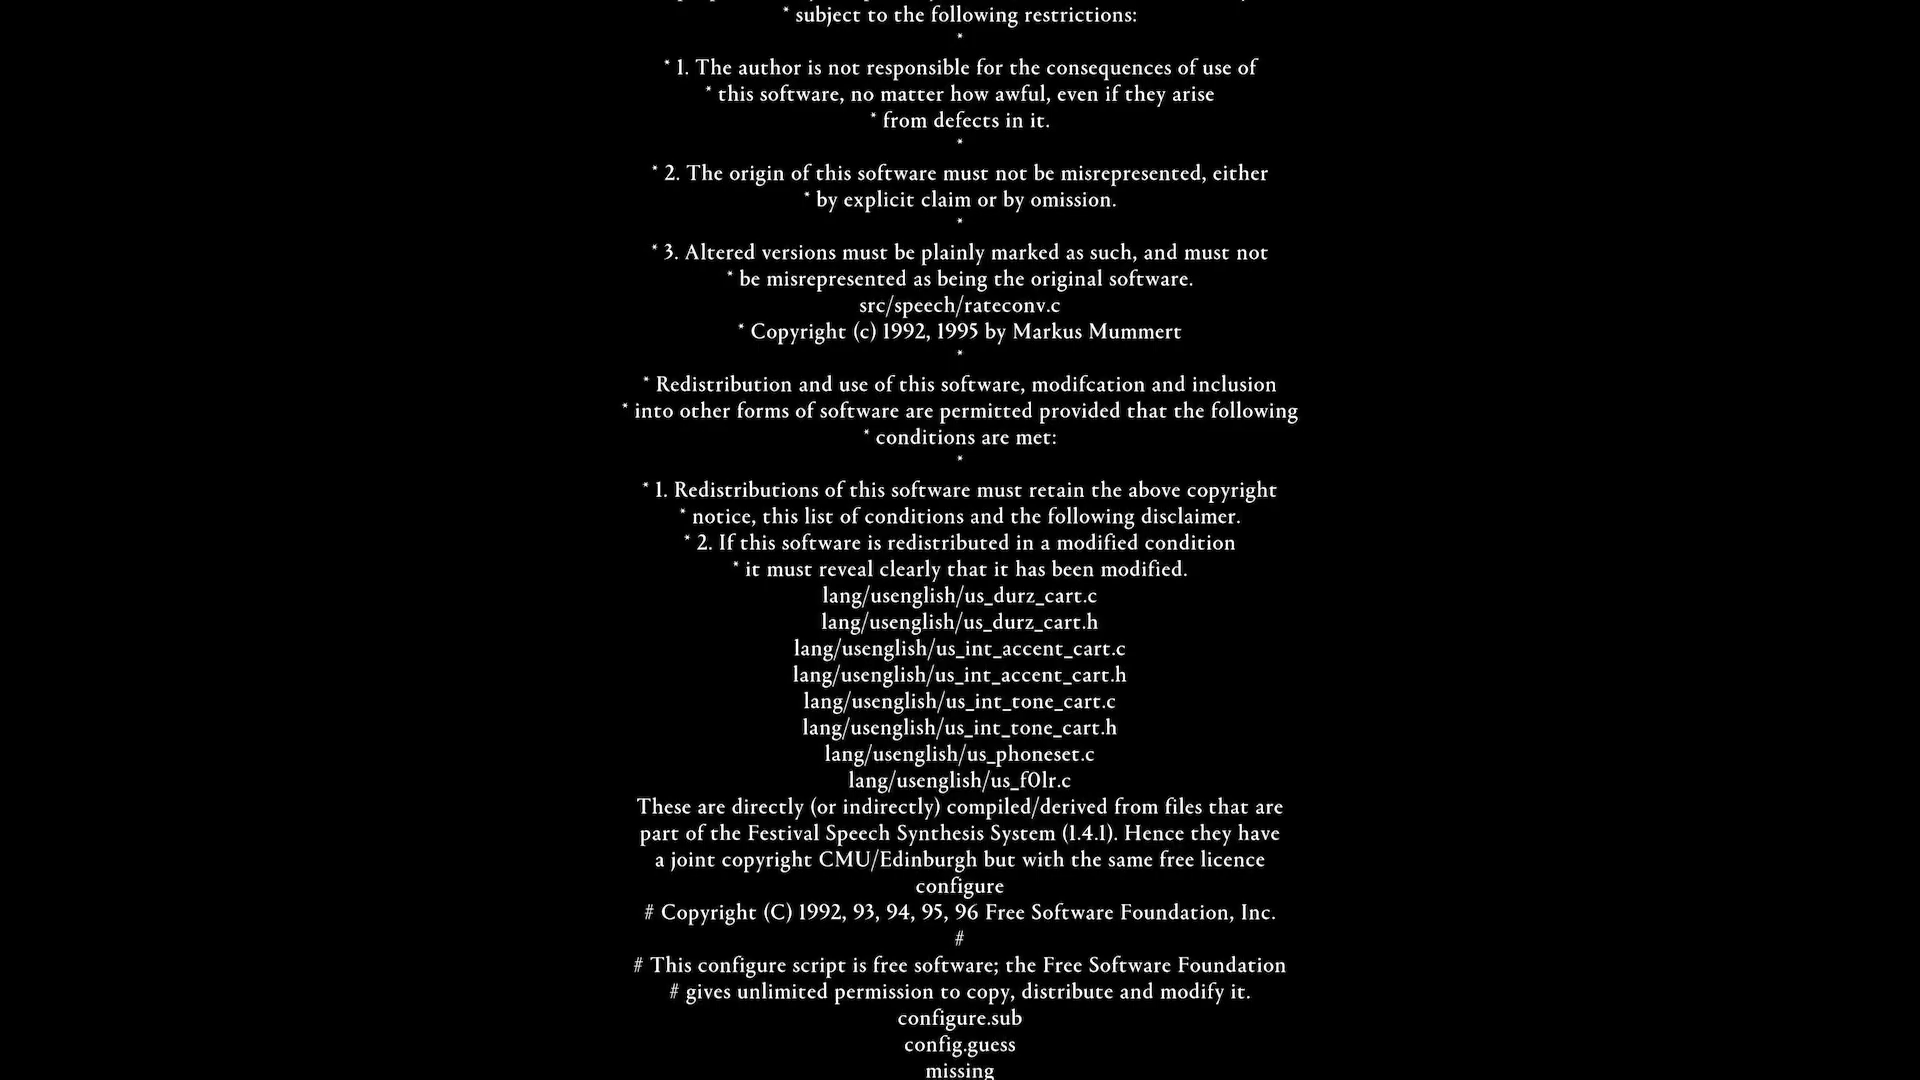 * subject to the following restrictions:
*
* 1. The author is not responsible for the consequences of use of
* this software, no matter how awful, even if they arise
* from defects in it.
*
* 2. The origin of this software must not be misrepresented, either
* by explicit claim or by omission.
*
* 3. Altered versions must be plainly marked as such, and must not
* be misrepresented as being the original software.
src/speech/rateconv.c
* Copyright (c) 1992, 1995 by Markus Mummert
*
* Redistribution and use of this software, modifcation and inclusion
* into other forms of software are permitted provided that the following
* conditions are met:
*
* 1. Redistributions of this software must retain the above copyright
* notice, this list of conditions and the following disclaimer.
* 2. If this software is redistributed in a modified condition
* it must reveal clearly that it has been modified.
lang/usenglish/us_durz_cart.c
lang/usenglish/us_durz_cart.h
lang/usenglish/us_int_accent_cart.c
lang/usenglish/us_int_accent_cart.h
lang/usenglish/us_int_tone_cart.c
lang/usenglish/us_int_tone_cart.h
lang/usenglish/us_phoneset.c
lang/usenglish/us_f0lr.c
These are directly (or indirectly) compiled/derived from files that are
part of the Festival Speech Synthesis System (1.4.1). Hence they have
a joint copyright CMU/Edinburgh but with the same free licence
configure
# Copyright (C) 1992, 93, 94, 95, 96 Free Software Foundation, Inc.
#
# This configure script is free software; the Free Software Foundation
# gives unlimited permission to copy, distribute and modify it.
configure.sub
config.guess
missing